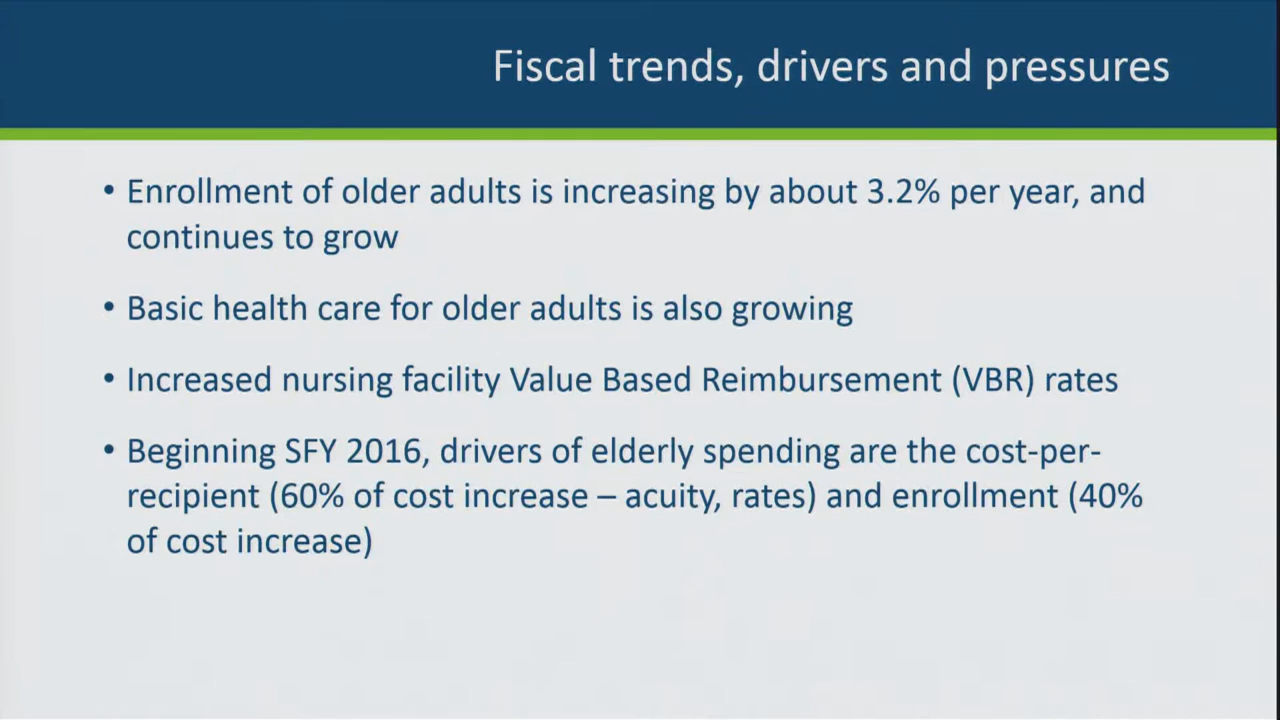 Fiscal trends, drivers and pressures
• Enrollment of older adults is increasing by about 3.2% per year, and
continues to grow
• Basic health care for older adults is also growing
• Increased nursing facility Value Based Reimbursement (VBR) rates
• Beginning SFY 2016, drivers of elderly spending are the cost-per-
recipient (60% of cost increase – acuity, rates) and enrollment (40%
of cost increase)